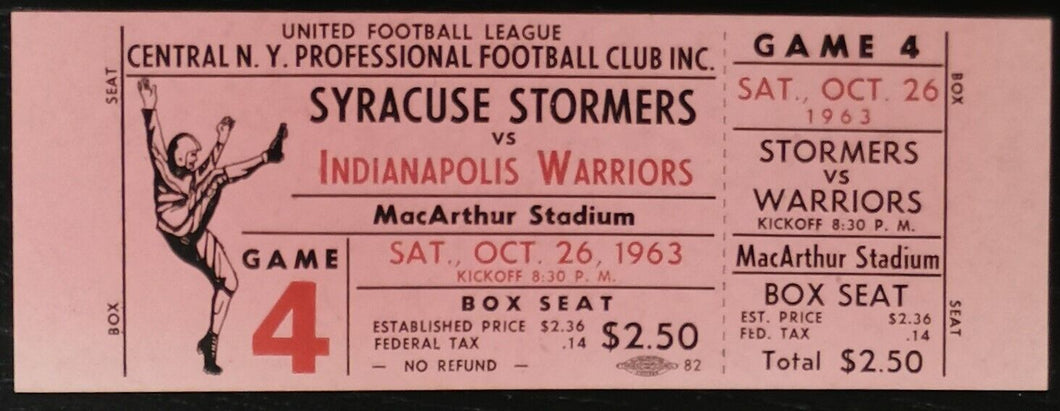 SEAT
BOX
UNITED FOOTBALL LEAGUE
CENTRAL N. Y. PROFESSIONAL FOOTBALL CLUB INC.
SYRACUSE STORMERS
VS
INDIANAPOLIS WARRIORS
MacArthur Stadium
GAME
4
SAT., OCT. 26, 1963
KICKOFF 8:30 P. M.
BOX SEAT
ESTABLISHED PRICE $2.36
FEDERAL TAX .14
$2.50
— NO REFUND —
82
GAME 4
SAT., OCT. 26
1963
STORMERS
VS
WARRIORS
KICKOFF 8:30 P. M.
MacArthur Stadium
BOX SEAT
EST. PRICE $2.36
FED. TAX .14
Total $2.50
BOX
SEAT